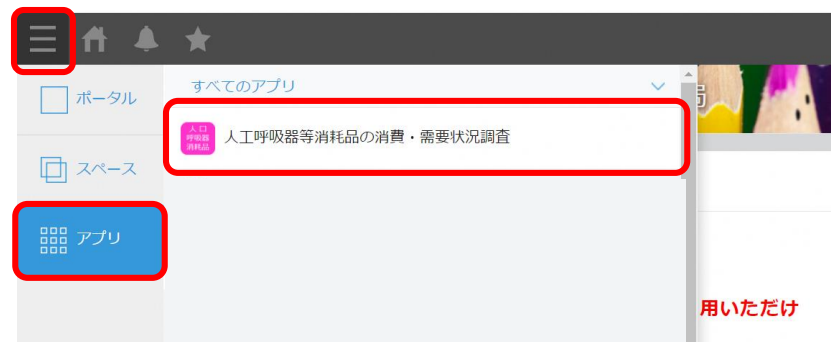 ポータル
すべてのアプリ
人工呼吸器等消耗品の消費・需要状況調査
スペース
アプリ
用いただけ